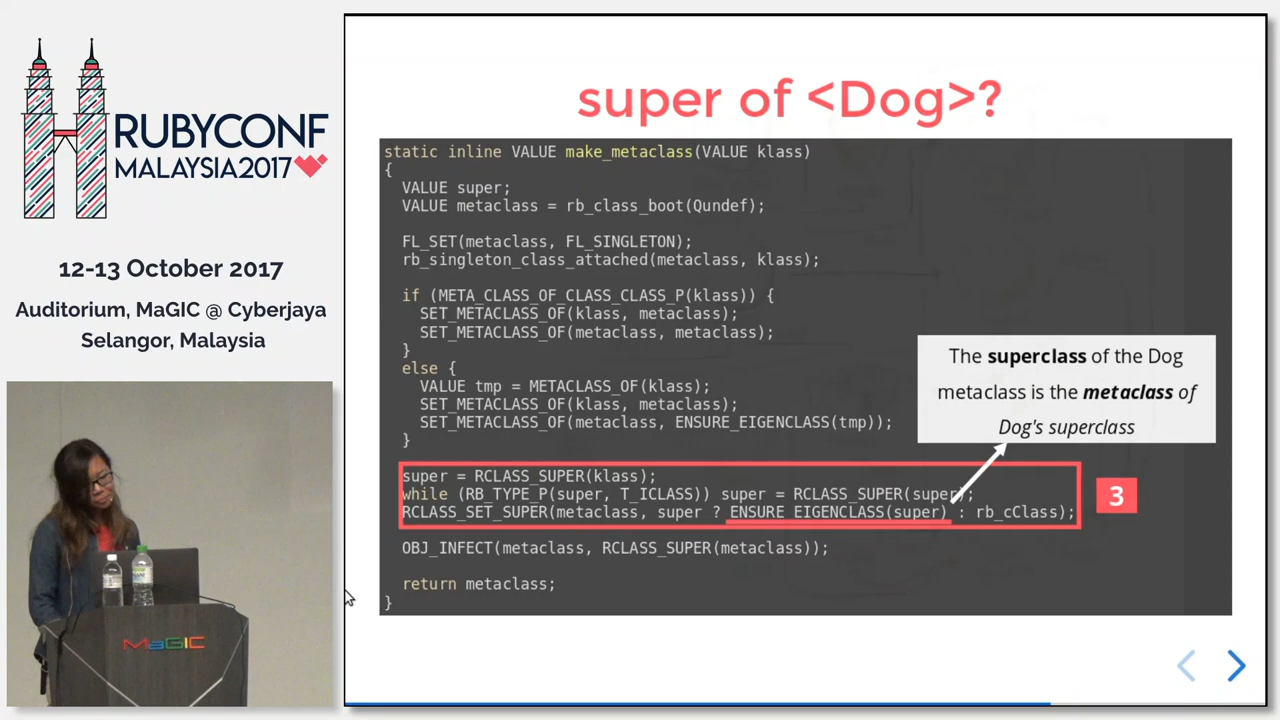 RUBYCONF
MALAYSIA2017
12-13 October 2017
Auditorium, MaGIC @ Cyberjaya
Selangor, Malaysia
MaGIC
super of <Dog>?
static inline VALUE make_metaclass(VALUE klass)
{
  VALUE super;
  VALUE metaclass = rb_class_boot(Qundef);
  FL_SET(metaclass, FL_SINGLETON);
  rb_singleton_class_attached(metaclass, klass);
  if (META_CLASS_OF_CLASS_CLASS_P(klass)) {
    SET_METACLASS_OF(klass, metaclass);
    SET_METACLASS_OF(metaclass, metaclass);
  }
  else {
    VALUE tmp = METACLASS_OF(klass);
    SET_METACLASS_OF(klass, metaclass);
    SET_METACLASS_OF(metaclass, ENSURE_EIGENCLASS(tmp));
  }
  super = RCLASS_SUPER(klass);
  while (RB_TYPE_P(super, T_ICLASS)) super = RCLASS_SUPER(super);
  RCLASS_SET_SUPER(metaclass, super ? ENSURE_EIGENCLASS(super) : rb_cClass);
  OBJ_INFECT(metaclass, RCLASS_SUPER(metaclass));
  return metaclass;
}
The superclass of the Dog
metaclass is the metaclass of
Dog's superclass
3